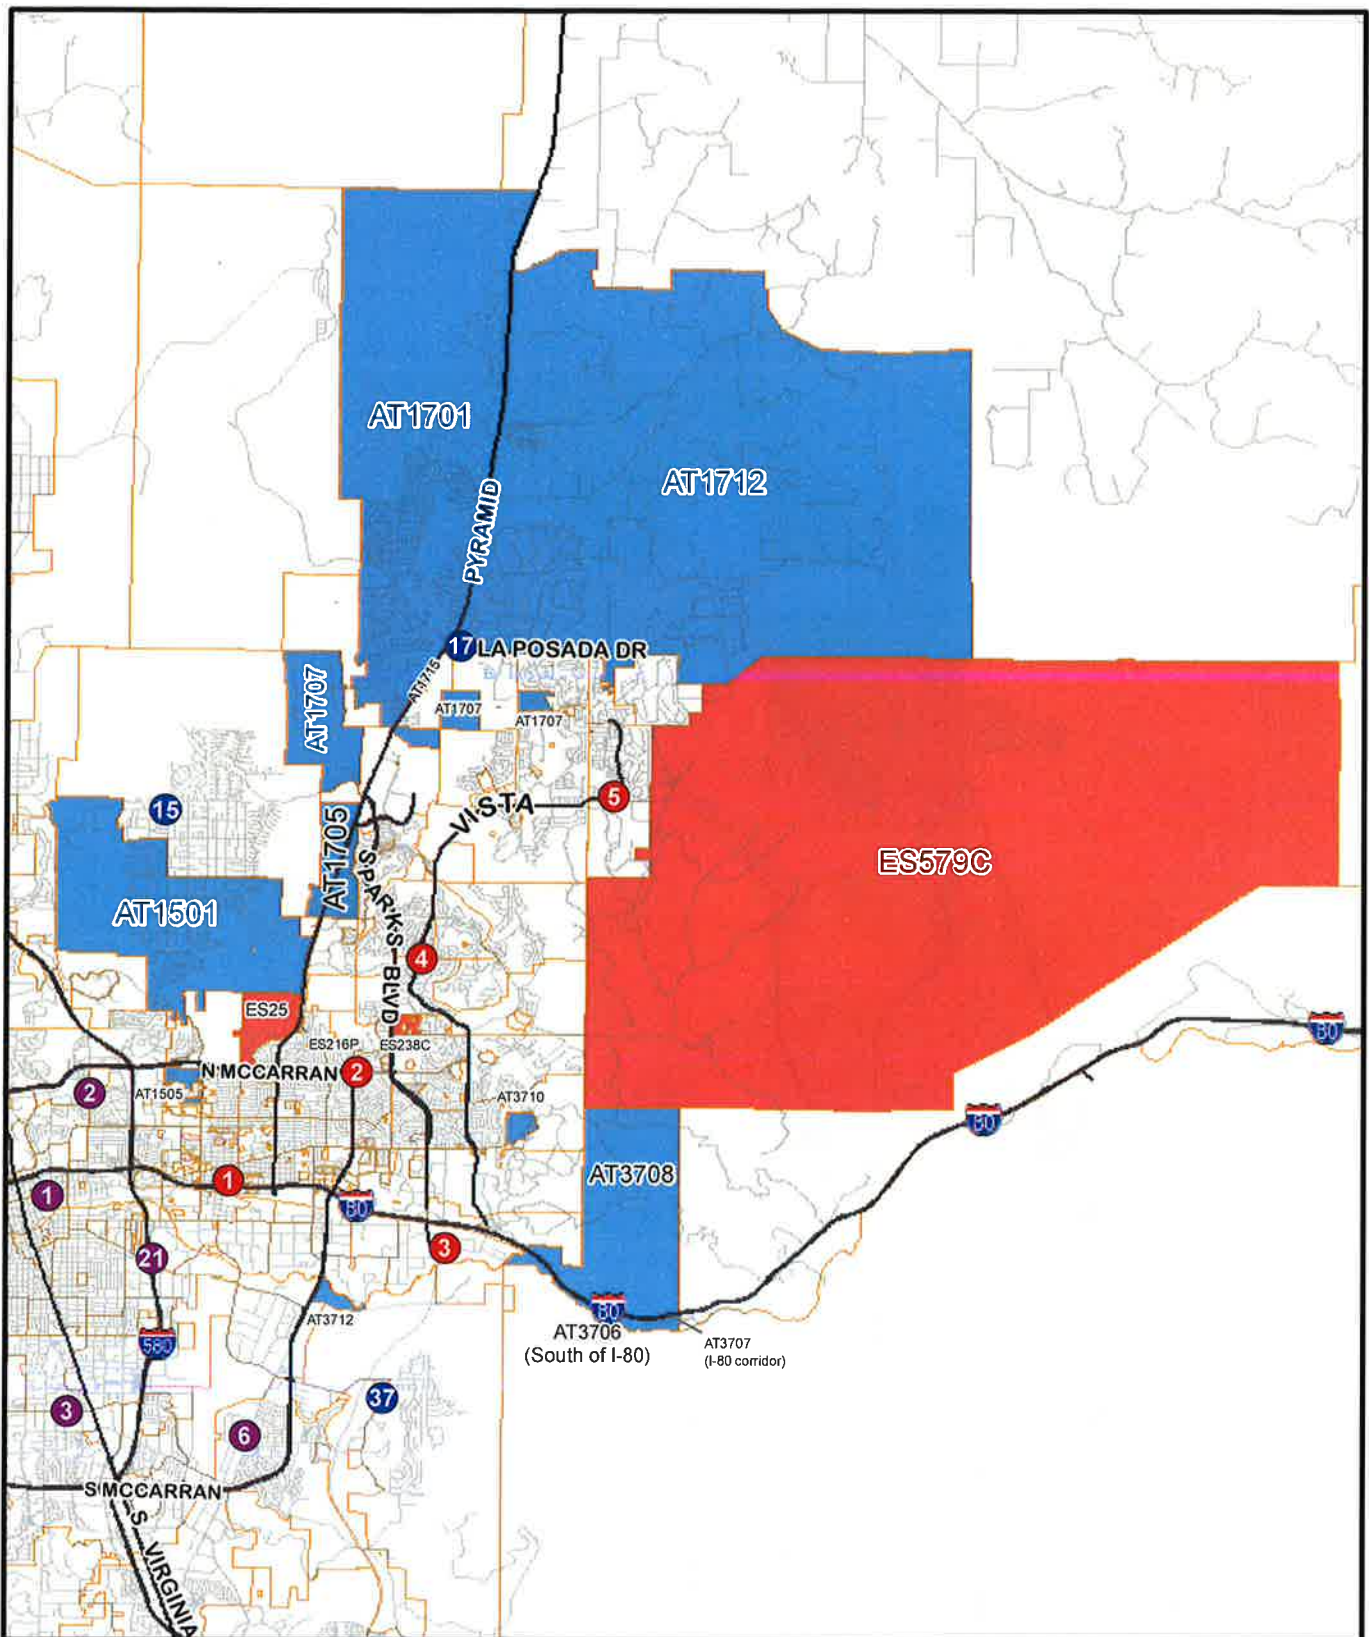 AT1701
AT1712
PYRAMID
17
LA POSADA DR
AT1715
AT1707
AT1707
AT1707
15
5
VISTA
AT1705
SPARKS BLVD
ES579C
AT1501
4
ES25
ES216P
ES238C
80
N MCCARRAN
2
2
AT1505
AT3710
80
AT3708
1
1
80
3
21
AT3712
80
AT3706
(South of I-80)
AT3707
(I-80 corridor)
580
37
3
6
S MCCARRAN
S VIRGINIA